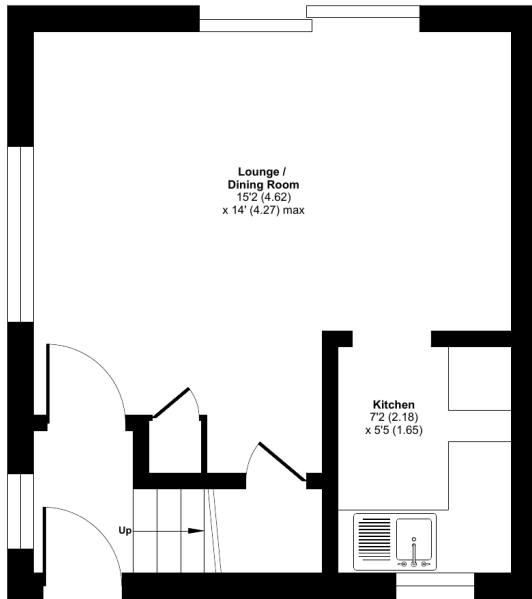 Lounge /
Dining Room
15'2 (4.62)
x 14' (4.27) max
Kitchen
7'2 (2.18)
x 5'5 (1.65)
Up